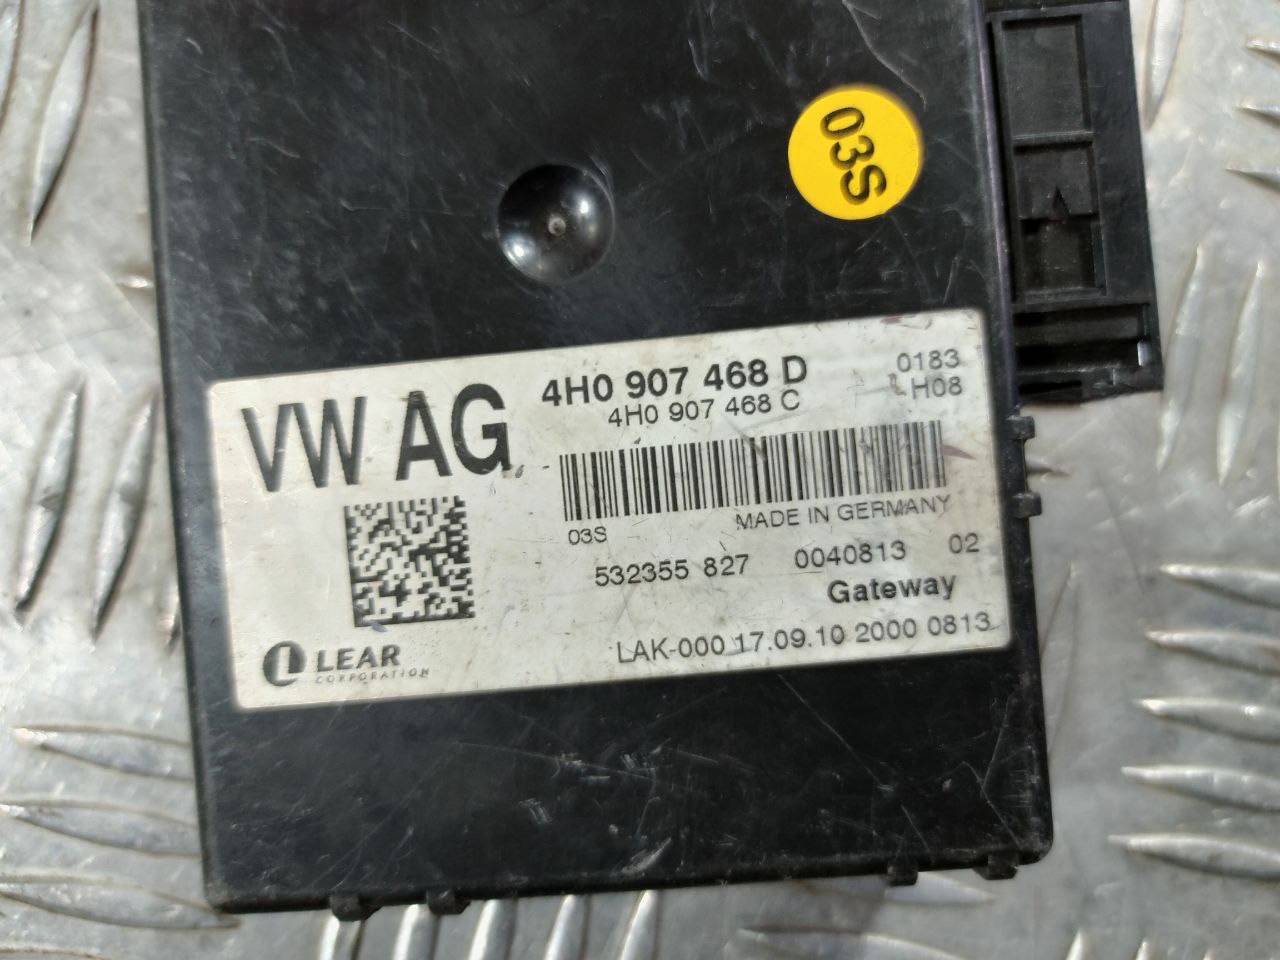 03S
VW AG
4H0 907 468 D
4H0 907 468 C
0183
H08
03S
MADE IN GERMANY
532355 827 0040813 02
Gateway
LEAR
CORPORATION
LAK-000 17.09.10 2000 0813